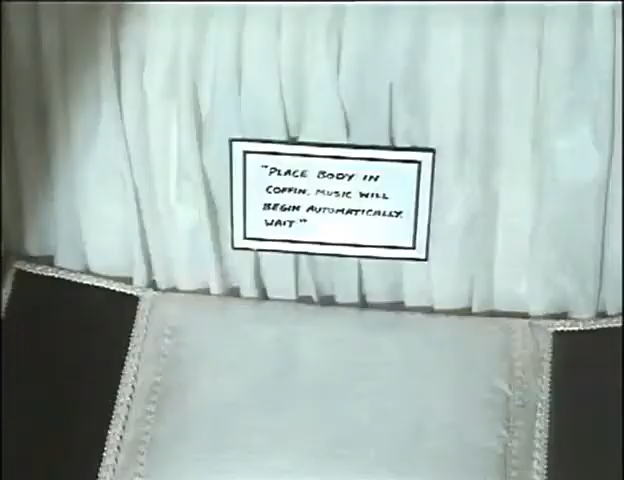 "PLACE BODY IN
COFFIN. MUSIC WILL
BEGIN AUTOMATICALLY.
WAIT"